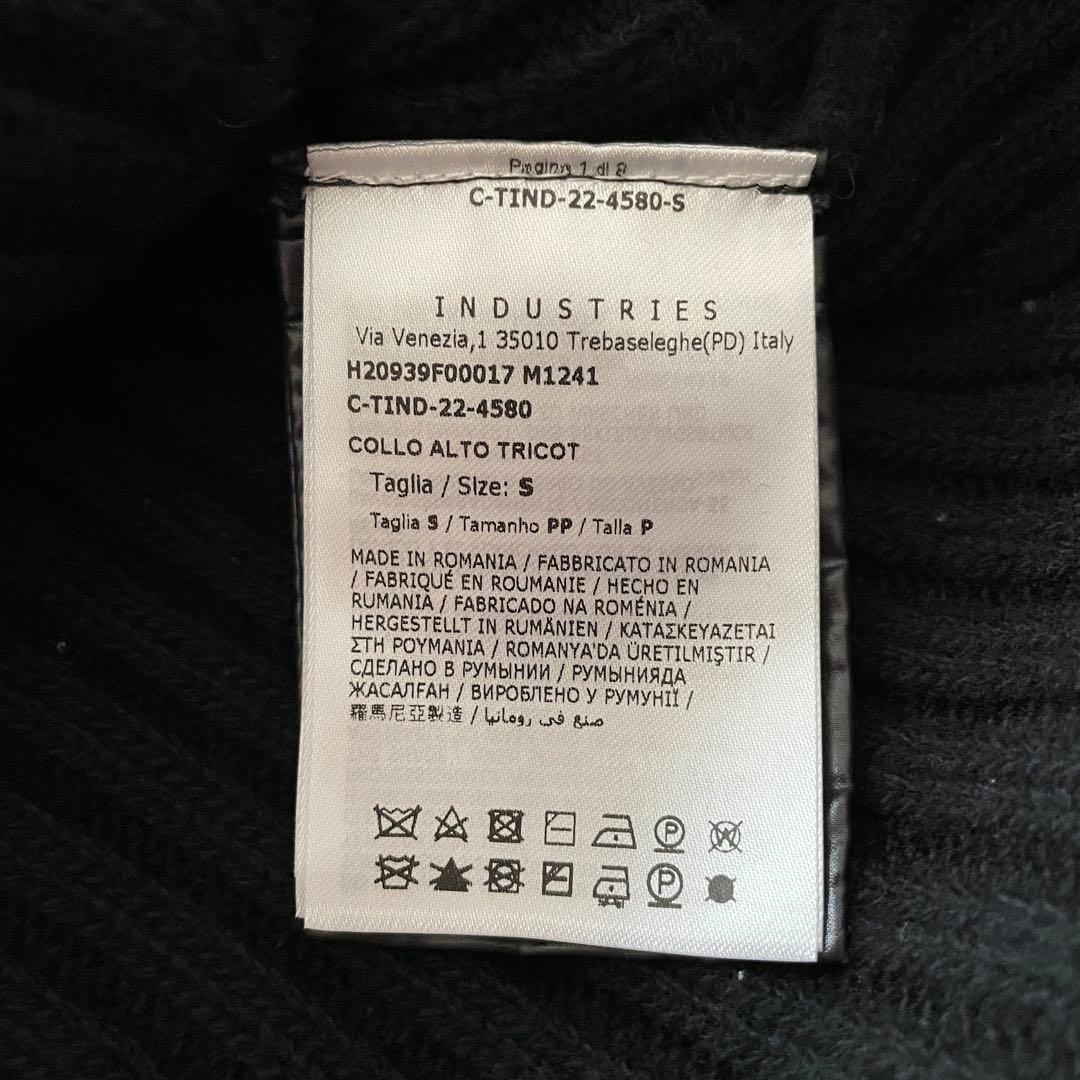 Pagina 1 di 8
C-TIND-22-4580-S
INDUSTRIES
Via Venezia,1 35010 Trebaseleghe(PD) Italy
H20939F00017 M1241
C-TIND-22-4580
COLLO ALTO TRICOT
Taglia / Size: S
Taglia S / Tamanho PP / Talla P
MADE IN ROMANIA / FABBRICATO IN ROMANIA
/ FABRIQUÉ EN ROUMANIE / HECHO EN
RUMANIA / FABRICADO NA ROMÉNIA /
HERGESTELLT IN RUMÄNIEN / ΚΑΤΑΣΚΕΥΑΖΕΤΑΙ
ΣΤΗ ΡΟΥΜΑΝΙΑ / ROMANYA'DA ÜRETILMIŞTIR /
СДЕЛАНО В РУМЫНИИ / РУМЫНИЯДА
ЖАСАЛҒАН / ВИРОБЛЕНО У РУМУНІЇ /
羅馬尼亞製造 / صنع في رومانيا
P W
P